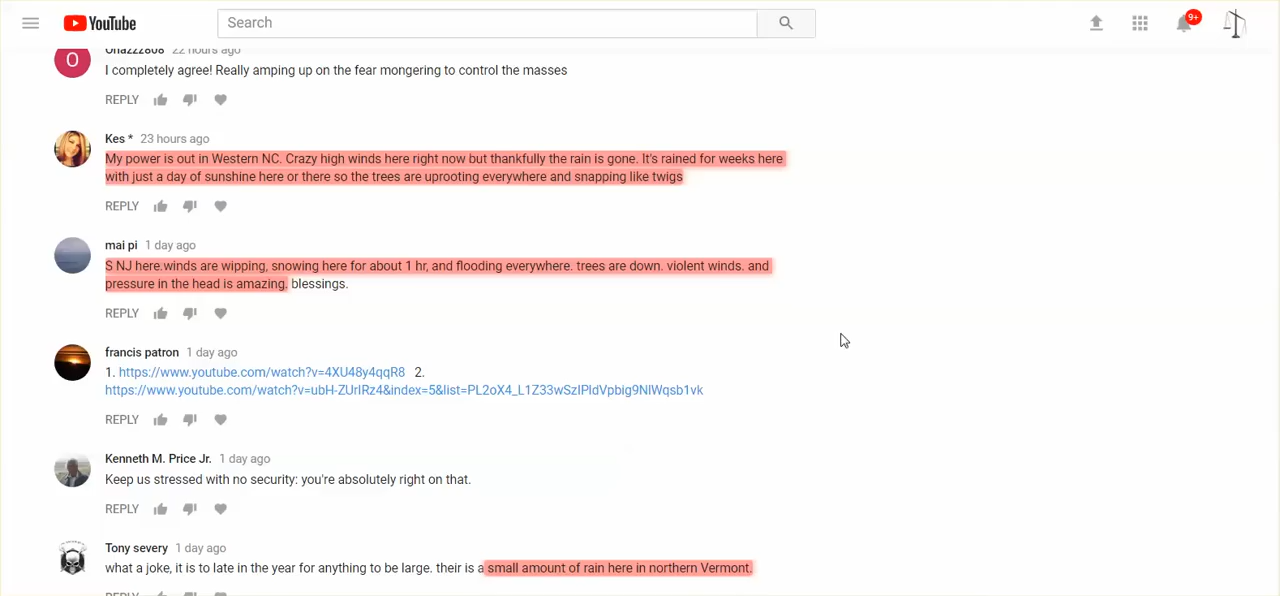 YouTube
Search
9+
22 hours ago
I completely agree! Really amping up on the fear mongering to control the masses
REPLY
Kes * 23 hours ago
My power is out in Western NC. Crazy high winds here right now but thankfully the rain is gone. It's rained for weeks here
with just a day of sunshine here or there so the trees are uprooting everywhere and snapping like twigs
REPLY
mai pi 1 day ago
S NJ here.winds are wipping, snowing here for about 1 hr, and flooding everywhere. trees are down. violent winds. and
pressure in the head is amazing. blessings.
REPLY
francis patron 1 day ago
1. https://www.youtube.com/watch?v=4XU48y4qqR8 2.
https://www.youtube.com/watch?v=ubH-ZUrIRz4&index=5&list=PL2oX4_L1Z33wSzIPIdVpbig9NIWqsb1vk
REPLY
Kenneth M. Price Jr. 1 day ago
Keep us stressed with no security: you're absolutely right on that.
REPLY
Tony severy 1 day ago
what a joke, it is to late in the year for anything to be large. their is a small amount of rain here in northern Vermont.
REPLY